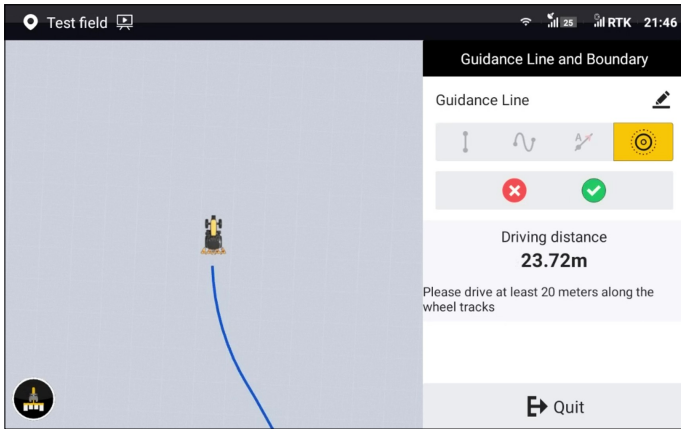 Test field
25
RTK
21:46
Guidance Line and Boundary
Guidance Line
A
Driving distance
23.72m
Please drive at least 20 meters along the
wheel tracks
Quit